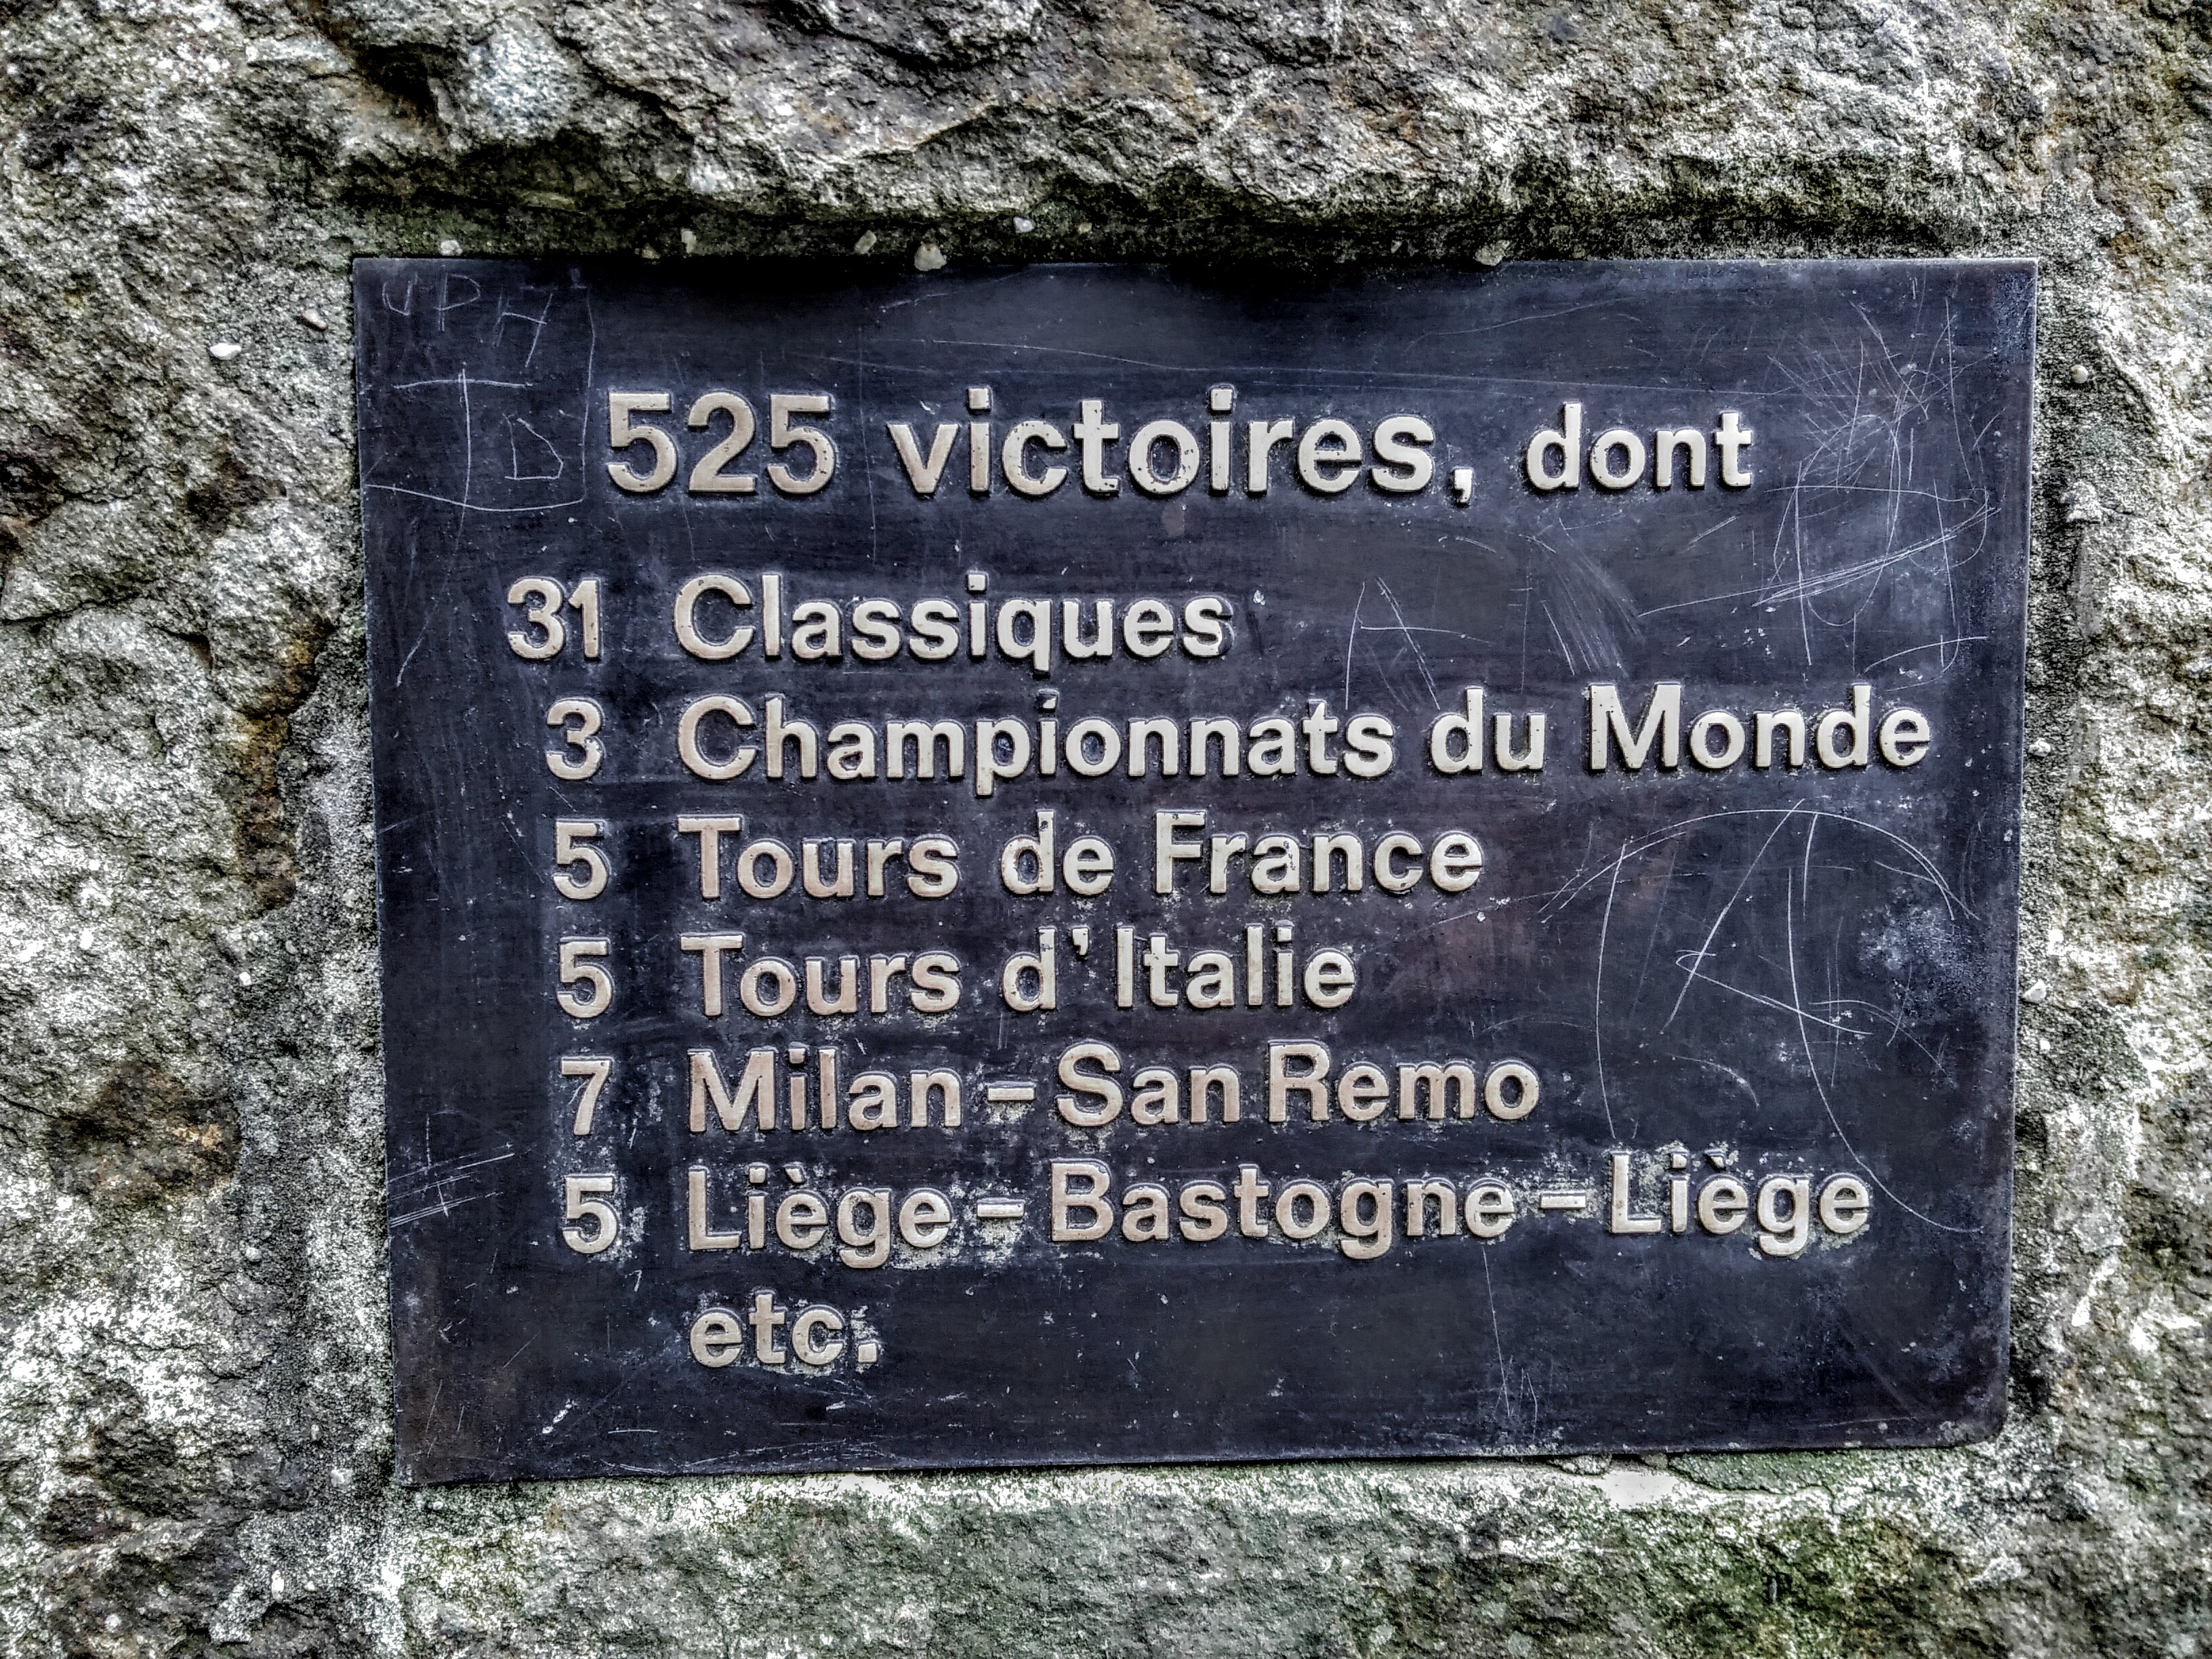 525 victoires, dont
31 Classiques
3 Championnats du Monde
5 Tours de France
5 Tours d'Italie
7 Milan-San Remo
5 Liège-Bastogne-Liège
etc.